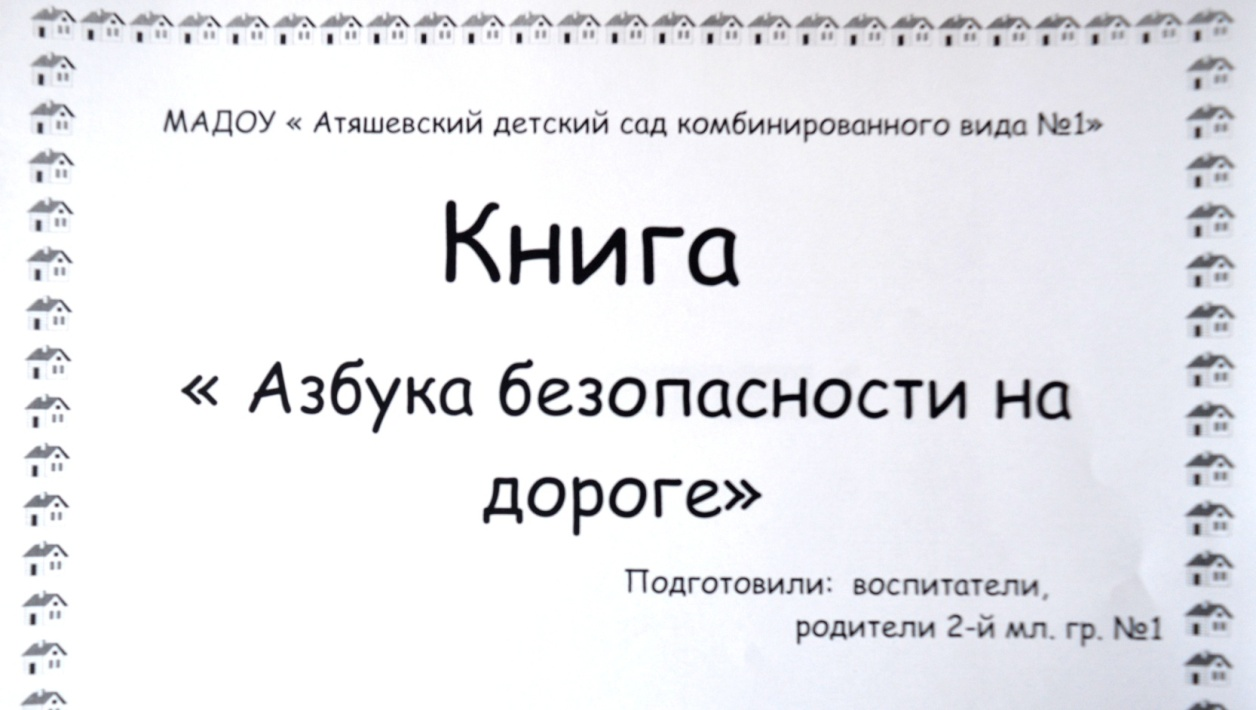 МАДОУ « Атяшевский детский сад комбинированного вида №1»
Книга
« Азбука безопасности на
дороге»
Подготовили: воспитатели,
родители 2-й мл. гр. №1